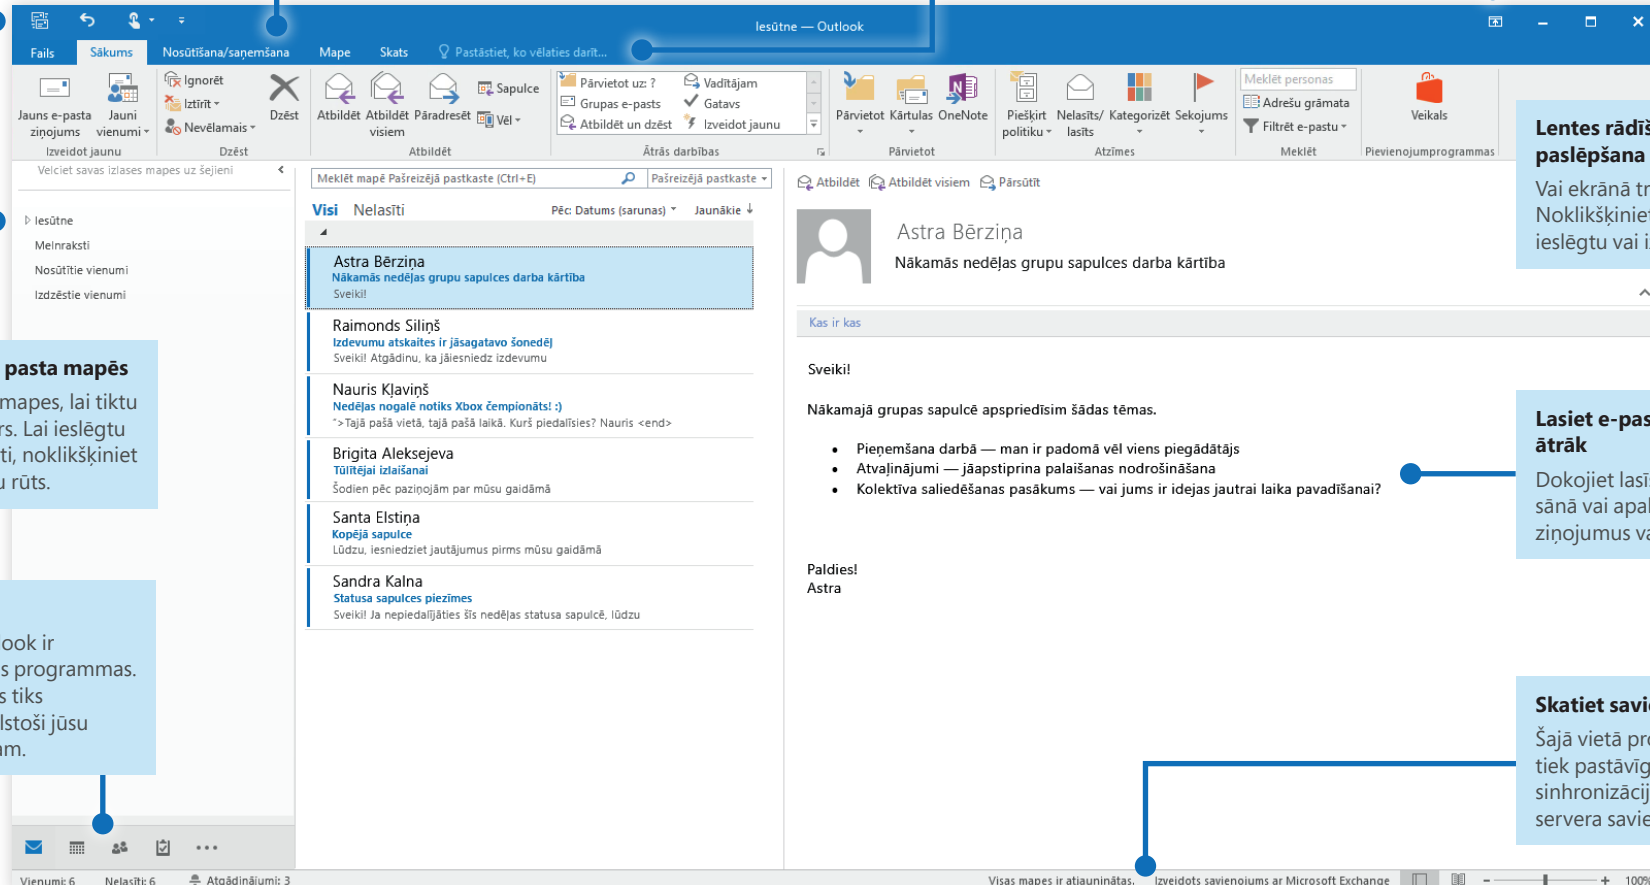 Iesūtne — Outlook
Fails Sākums Nosūtīšana/saņemšana Mape Skats Pastāstiet, ko vēlaties darīt...
Jauns e-pasta ziņojums
Jauni vienumi
Izveidot jaunu
Ignorēt
Iztīrīt
Nevēlamais
Dzēst
Dzēst
Atbildēt
Atbildēt visiem
Pāradresēt
Sapulce
Vēl
Atbildēt
Pārvietot uz: ?
Grupas e-pasts
Atbildēt un dzēst
Vadītājam
Gatavs
Izveidot jaunu
Ātrās darbības
Pārvietot
Kārtulas
OneNote
Pārvietot
Piešķirt politiku
Nelasīts/ lasīts
Kategorizēt
Sekojums
Atzīmes
Meklēt personas
Adrešu grāmata
Filtrēt e-pastu
Meklēt
Veikals
Pievienojumprogrammas
Velciet savas izlases mapes uz šejieni
Iesūtne
Melnraksti
Nosūtītie vienumi
Izdzēstie vienumi
pasta mapēs
mapes, lai tiktu
rs. Lai ieslēgtu
ti, noklikšķiniet
u rūts.
ook ir
s programmas.
s tiks
lstoši jūsu
am.
Meklēt mapē Pašreizējā pastkaste (Ctrl+E) Pašreizējā pastkaste
Visi Nelasīti Pēc: Datums (sarunas) Jaunākie
Astra Bērziņa
Nākamās nedēļas grupu sapulces darba kārtība
Sveiki!
Raimonds Siliņš
Izdevumu atskaites ir jāsagatavo šonedēļ
Sveiki! Atgādinu, ka jāiesniedz izdevumu
Nauris Kļaviņš
Nedēļas nogalē notiks Xbox čempionāts! :)
">Tajā pašā vietā, tajā pašā laikā. Kurš piedalīsies? Nauris <end>
Brigita Aleksejeva
Tūlītējai izlaišanai
Šodien pēc paziņojām par mūsu gaidāmā
Santa Elstiņa
Kopējā sapulce
Lūdzu, iesniedziet jautājumus pirms mūsu gaidāmā
Sandra Kalna
Statusa sapulces piezīmes
Sveiki! Ja nepiedalījāties šīs nedēļas statusa sapulcē, lūdzu
Atbildēt Atbildēt visiem Pārsūtīt
Astra Bērziņa
Nākamās nedēļas grupu sapulces darba kārtība
Kas ir kas
Sveiki!
Nākamajā grupas sapulcē apspriedīsim šādas tēmas.
• Pieņemšana darbā — man ir padomā vēl viens piegādātājs
• Atvaļinājumi — jāapstiprina palaišanas nodrošināšana
• Kolektīva saliedēšanas pasākums — vai jums ir idejas jautrai laika pavadīšanai?
Paldies!
Astra
Lentes rādīš
paslēpšana
Vai ekrānā tr
Noklikšķiniet
ieslēgtu vai i
Lasiet e-pas
ātrāk
Dokojiet lasī
sānā vai apa
ziņojumus va
Skatiet savi
Šajā vietā pr
tiek pastāvīg
sinhronizācij
servera savie
Vienumi: 6 Nelasīti: 6 Atgādinājumi: 3
Visas mapes ir atjauninātas. Izveidots savienojums ar Microsoft Exchange 100%